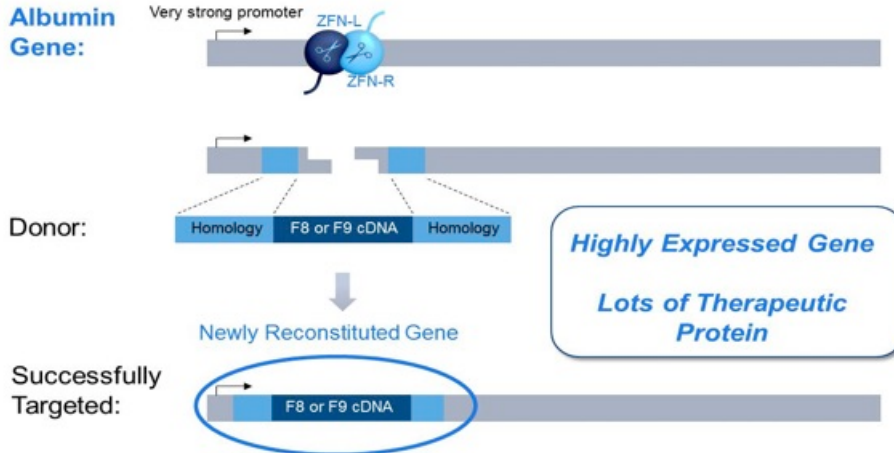 Albumin
Gene:
Very strong promoter
ZFN-L
ZFN-R
Donor:
Homology
F8 or F9 cDNA
Homology
Highly Expressed Gene
Lots of Therapeutic
Protein
Newly Reconstituted Gene
Successfully
Targeted:
F8 or F9 cDNA